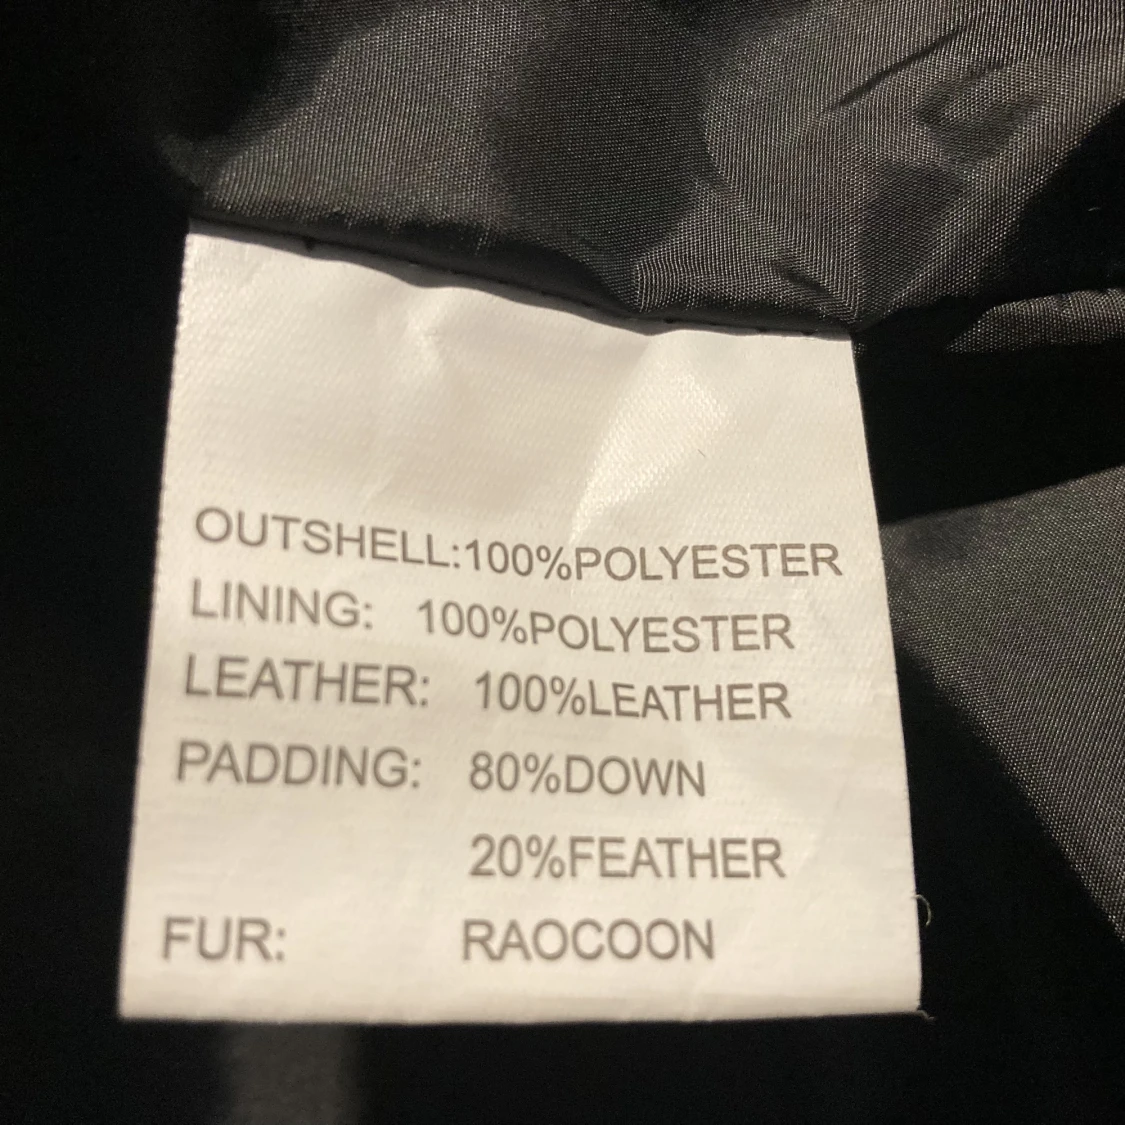 OUTSHELL:100%POLYESTER
LINING: 100%POLYESTER
LEATHER: 100%LEATHER
PADDING: 80%DOWN
20%FEATHER
FUR: RAOCOON